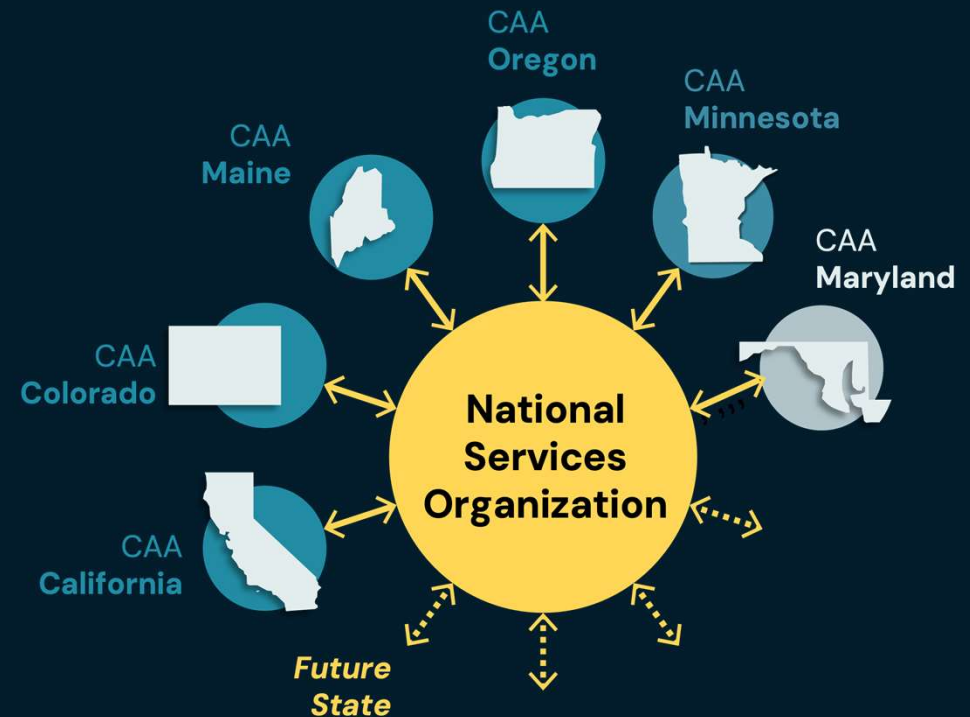 CAA
Oregon
CAA
Minnesota
CAA
Maine
CAA
Maryland
CAA
Colorado
National
Services
Organization
CAA
California
Future
State